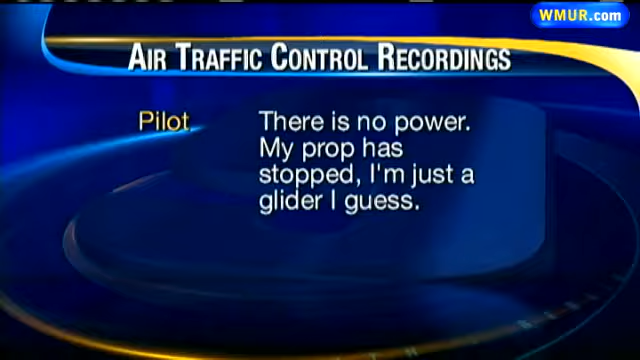 WMUR.com
AIR TRAFFIC CONTROL RECORDINGS
Pilot
There is no power.
My prop has
stopped, I'm just a
glider I guess.